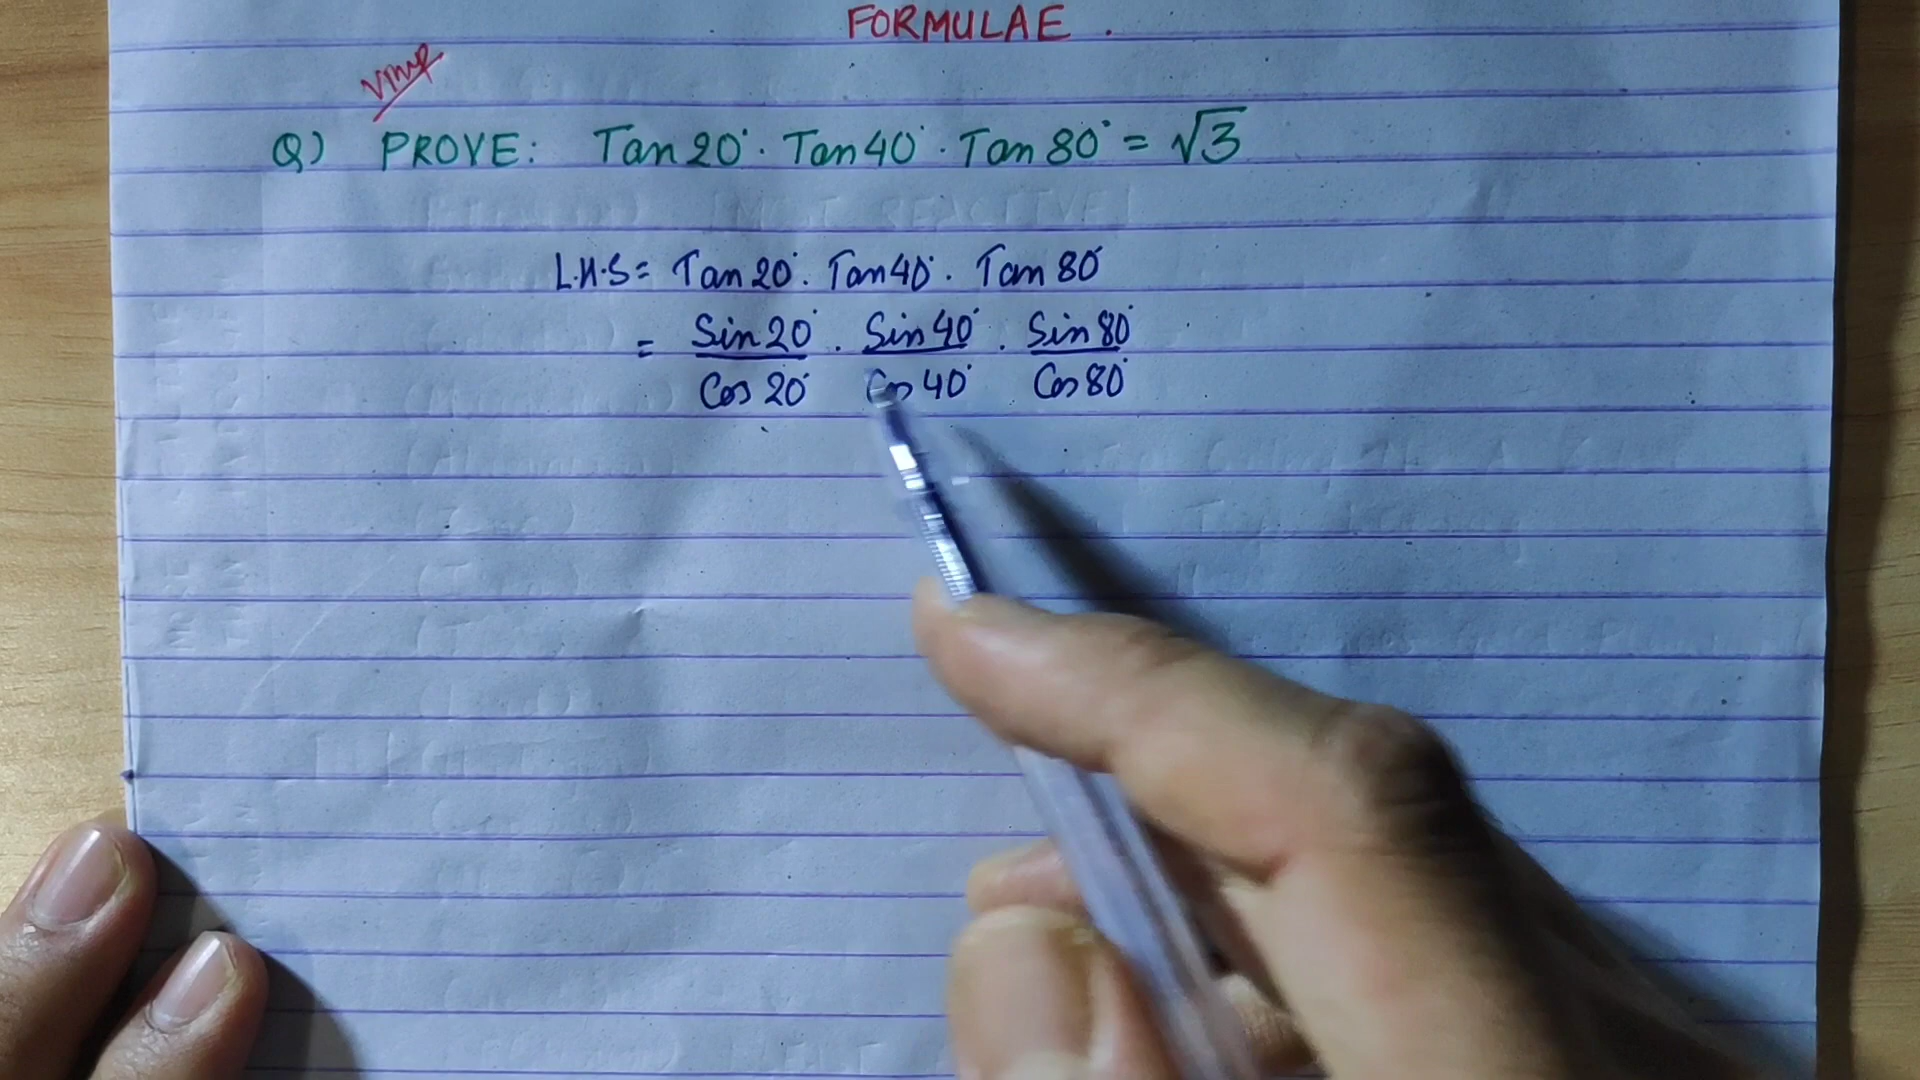 FORMULAE.
Vimp
Q) PROVE: Tan 20° · Tan 40° · Tan 80° = √3
L.H.S = Tan 20° · Tan 40° · Tan 80°
= Sin 20° / Cos 20° · Sin 40° / Cos 40° · Sin 80° / Cos 80°